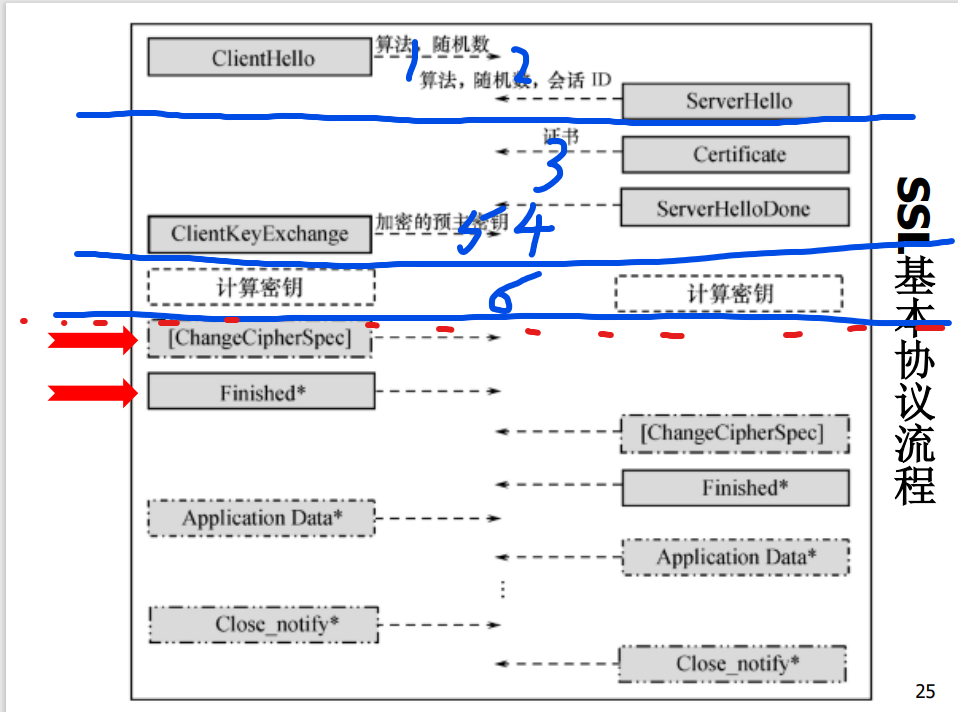 ClientHello
算法，随机数
1
2
算法，随机数，会话 ID
ServerHello
证书
Certificate
3
ServerHelloDone
ClientKeyExchange
加密的预主密钥
5
4
计算密钥
6
计算密钥
[ChangeCipherSpec]
Finished*
[ChangeCipherSpec]
Finished*
Application Data*
Application Data*
Close_notify*
Close_notify*
SSL基本协议流程
25